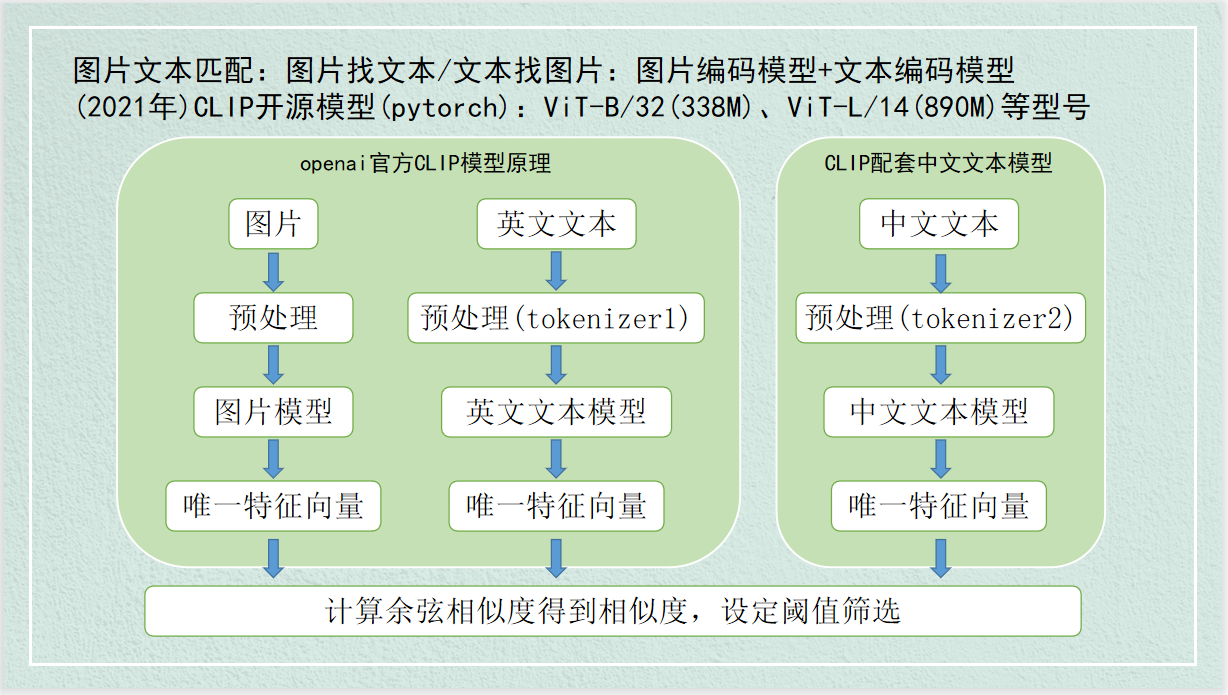 图片文本匹配：图片找文本/文本找图片：图片编码模型+文本编码模型
(2021年)CLIP开源模型(pytorch)：ViT-B/32(338M)、ViT-L/14(890M)等型号
openai官方CLIP模型原理
图片
预处理
图片模型
唯一特征向量
英文文本
预处理(tokenizer1)
英文文本模型
唯一特征向量
CLIP配套中文文本模型
中文文本
预处理(tokenizer2)
中文文本模型
唯一特征向量
计算余弦相似度得到相似度，设定阈值筛选